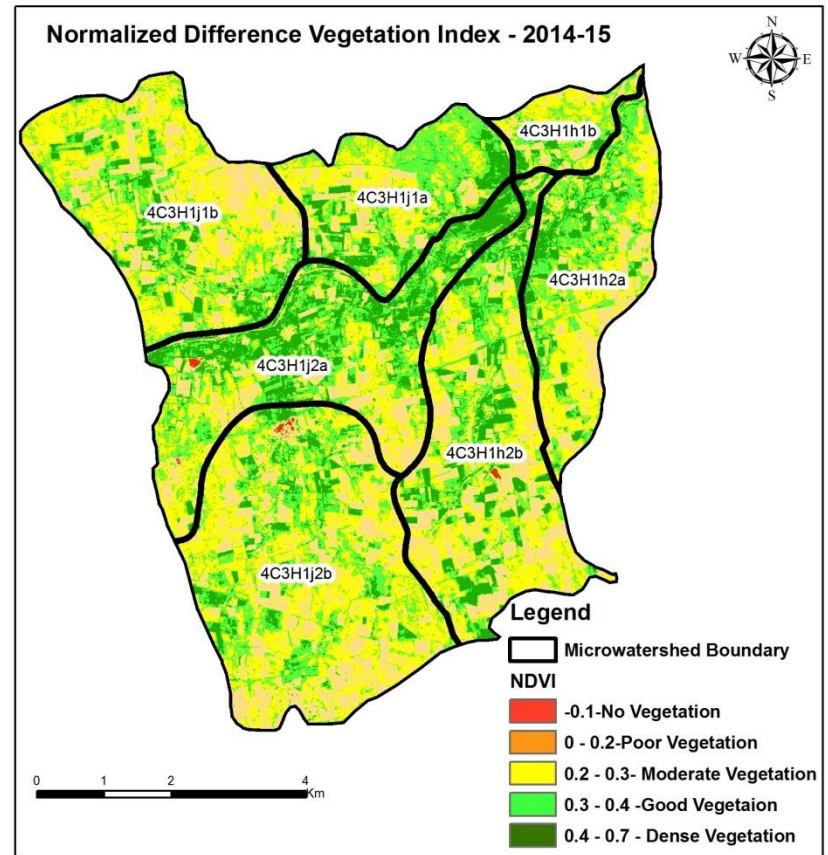 Normalized Difference Vegetation Index - 2014-15
N
W E
S
4C3H1h1b
4C3H1j1a
4C3H1j1b
4C3H1h2a
4C3H1j2a
4C3H1h2b
4C3H1j2b
Legend
Microwatershed Boundary
NDVI
-0.1-No Vegetation
0 - 0.2-Poor Vegetation
0.2 - 0.3- Moderate Vegetation
0.3 - 0.4 -Good Vegetaion
0.4 - 0.7 - Dense Vegetation
0 1 2 4
Km